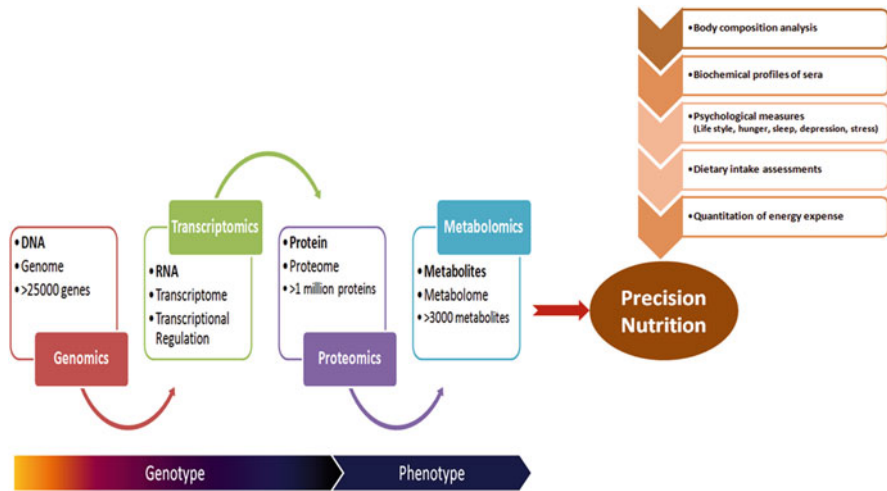 •Body composition analysis
•Biochemical profiles of sera
•Psychological measures
(Life style, hunger, sleep, depression, stress)
•Dietary intake assessments
•Quantitation of energy expense
Precision
Nutrition
•DNA
•Genome
•>25000 genes
Genomics
Transcriptomics
•RNA
•Transcriptome
•Transcriptional
Regulation
•Protein
•Proteome
•>1 million proteins
Proteomics
Metabolomics
•Metabolites
•Metabolome
•>3000 metabolites
Genotype
Phenotype